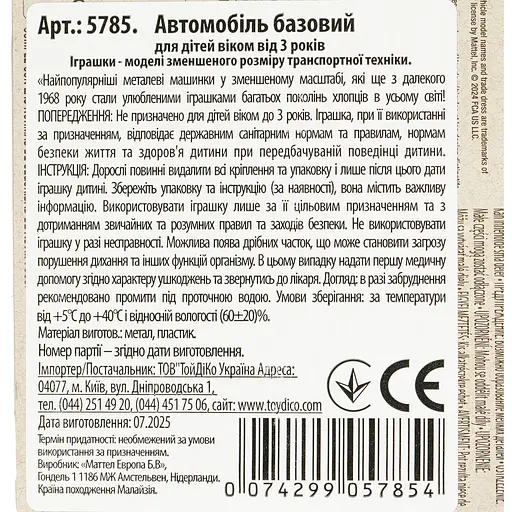 Арт.: 5785. Автомобіль базовий
для дітей віком від 3 років
Іграшки - моделі зменшеного розміру транспортної техніки.
«Найпопулярніші металеві машинки у зменшеному масштабі, які ще з далекого
1968 року стали улюбленими іграшками багатьох поколінь хлопців в усьому світі!
ПОПЕРЕДЖЕННЯ: Не призначено для дітей віком до 3 років. Іграшка, при її використанні
за призначенням, відповідає державним санітарним нормам та правилам, нормам
безпеки життя та здоров'я дитини при передбачуваній поведінці дитини.
ІНСТРУКЦІЯ: Дорослі повинні видалити всі кріплення та упаковку і лише після цього дати
іграшку дитині. Збережіть упаковку та інструкцію (за наявності), вона містить важливу
інформацію. Використовувати іграшку лише за її цільовим призначенням та з
дотриманням звичайних та розумних правил та заходів безпеки. Не використовувати
іграшку у разі несправності. Можлива поява дрібних часток, що може становити загрозу
порушення дихання та інших функцій організму. В цьому випадку надати першу медичну
допомогу згідно характеру ушкоджень та звернутись до лікаря. Догляд: в разі забруднення
рекомендовано промити під проточною водою. Умови зберігання: за температури
від +5°C до +40°C і відносній вологості (60±20)%.
Матеріал виготов.: метал, пластик.
Номер партії – згідно дати виготовлення.
Імпортер/Постачальник: ТОВ"ТойДіКо Україна Адреса:
04077, м. Київ, вул. Дніпроводська 1,
тел. (044) 251 49 20, (044) 451 75 06, сайт: www.toydico.com
Дата виготовлення: 07.2025
Термін придатності: необмежений за умови
використання за призначенням.
Виробник: «Маттел Европа Б.В»,
Гондель 1 1186 МЖ Амстельвен, Нідерланди.
Країна походження Малайзія.
CE
0 074299 057854